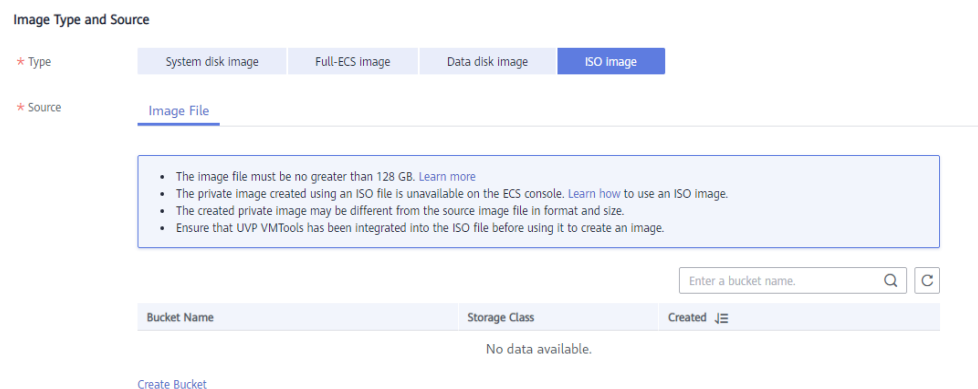 Image Type and Source
* Type
System disk image
Full-ECS image
Data disk image
ISO image
* Source
Image File
• The image file must be no greater than 128 GB. Learn more
• The private image created using an ISO file is unavailable on the ECS console. Learn how to use an ISO image.
• The created private image may be different from the source image file in format and size.
• Ensure that UVP VMTools has been integrated into the ISO file before using it to create an image.
Enter a bucket name.
Bucket Name
Storage Class
Created
No data available.
Create Bucket